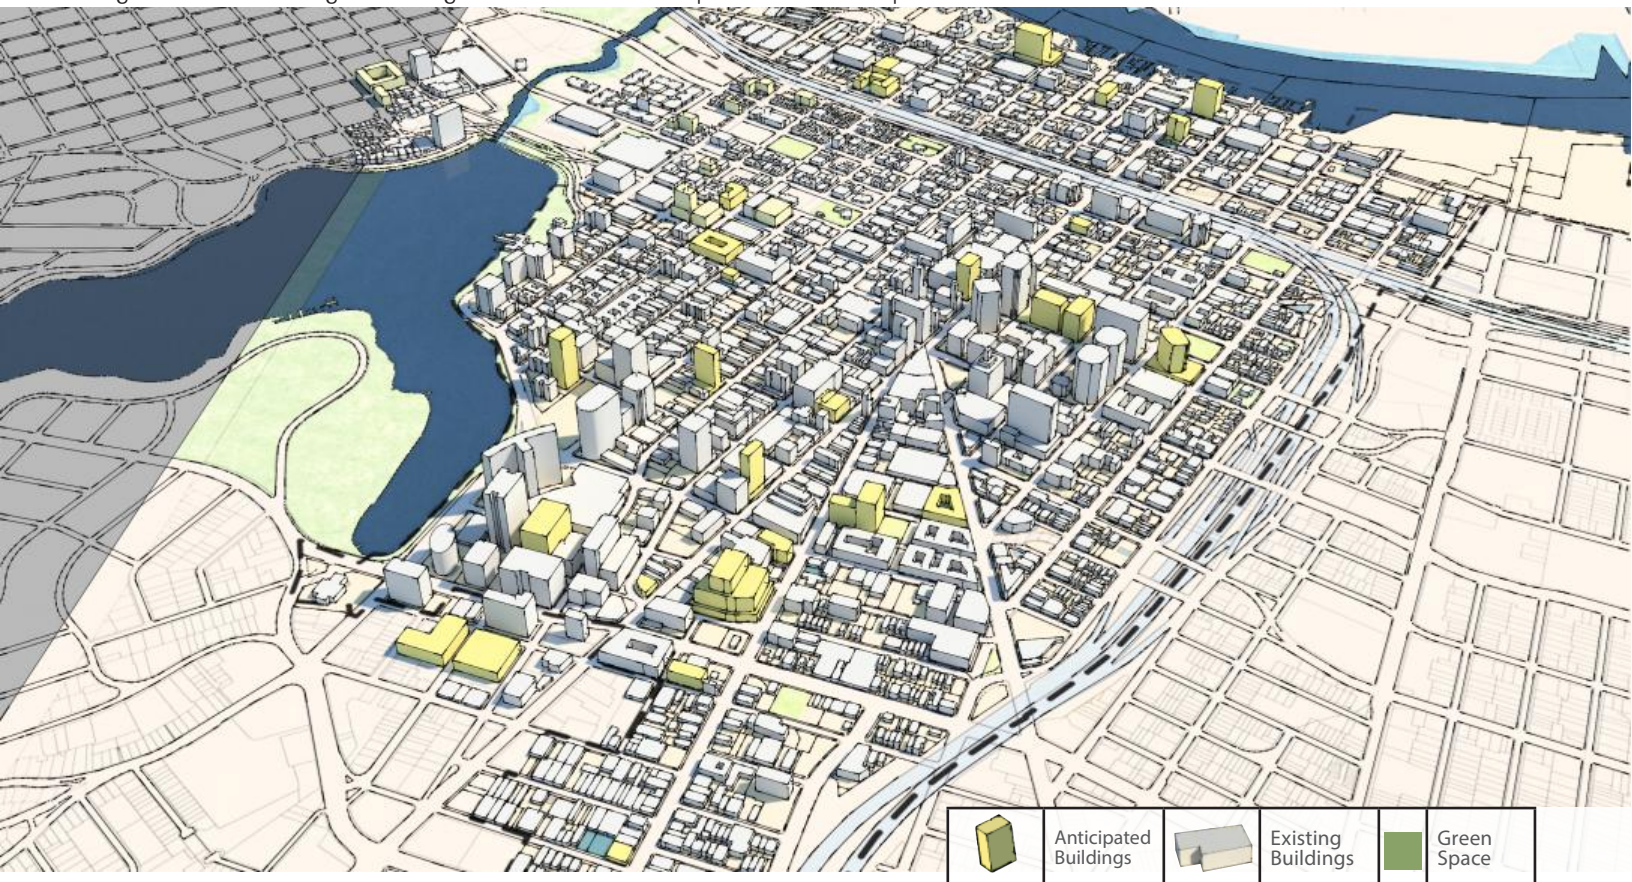 Anticipated
Buildings
Existing
Buildings
Green
Space